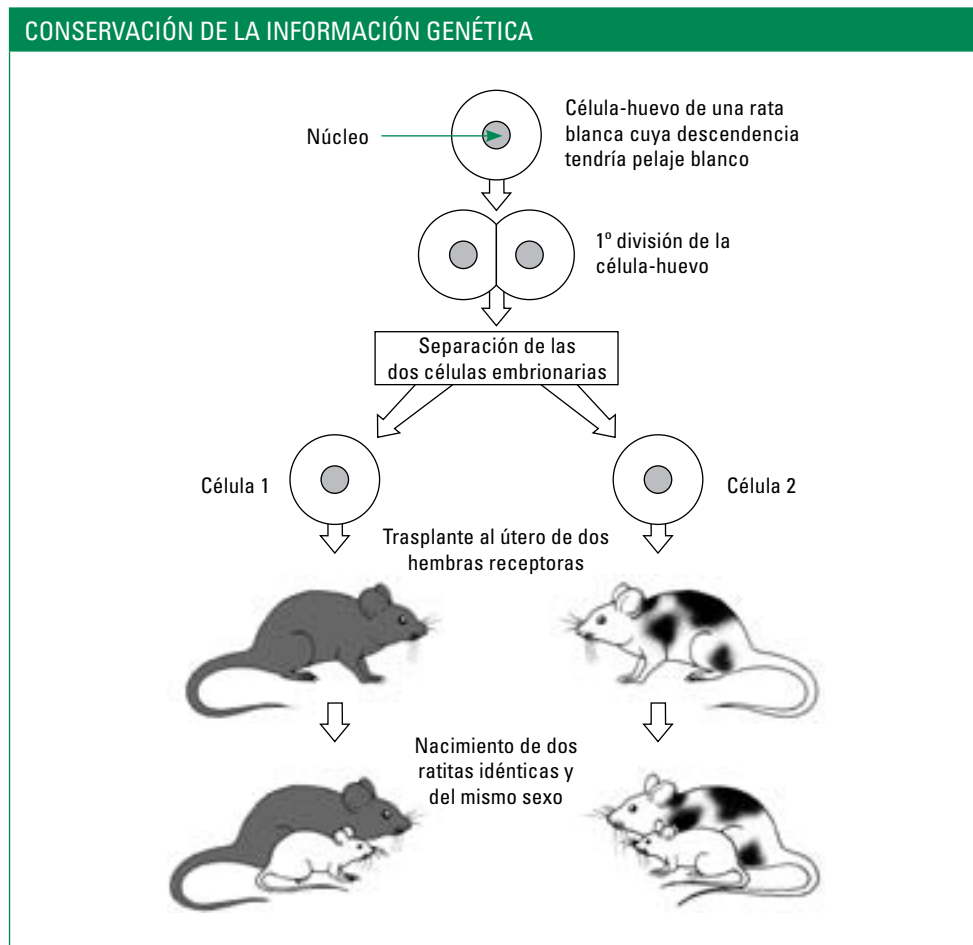 CONSERVACIÓN DE LA INFORMACIÓN GENÉTICA
Núcleo
Célula-huevo de una rata
blanca cuya descendencia
tendría pelaje blanco
1º división de la
célula-huevo
Separación de las
dos células embrionarias
Célula 1
Célula 2
Trasplante al útero de dos
hembras receptoras
Nacimiento de dos
ratitas idénticas y
del mismo sexo